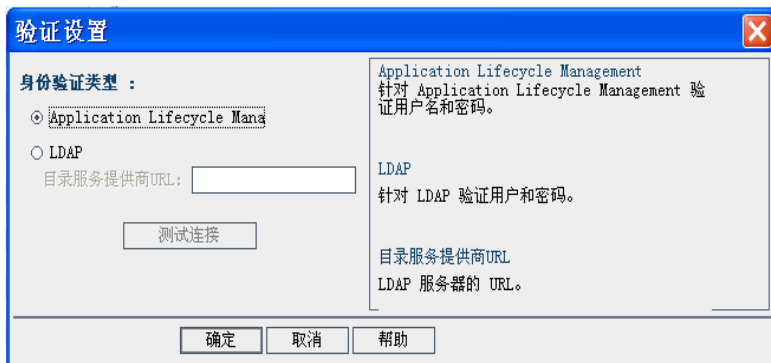 验证设置
身份验证类型 ：
Application Lifecycle Mana
LDAP
目录服务提供商URL:
测试连接
Application Lifecycle Management
针对 Application Lifecycle Management 验
证用户名和密码。
LDAP
针对 LDAP 验证用户和密码。
目录服务提供商URL
LDAP 服务器的 URL。
确定
取消
帮助